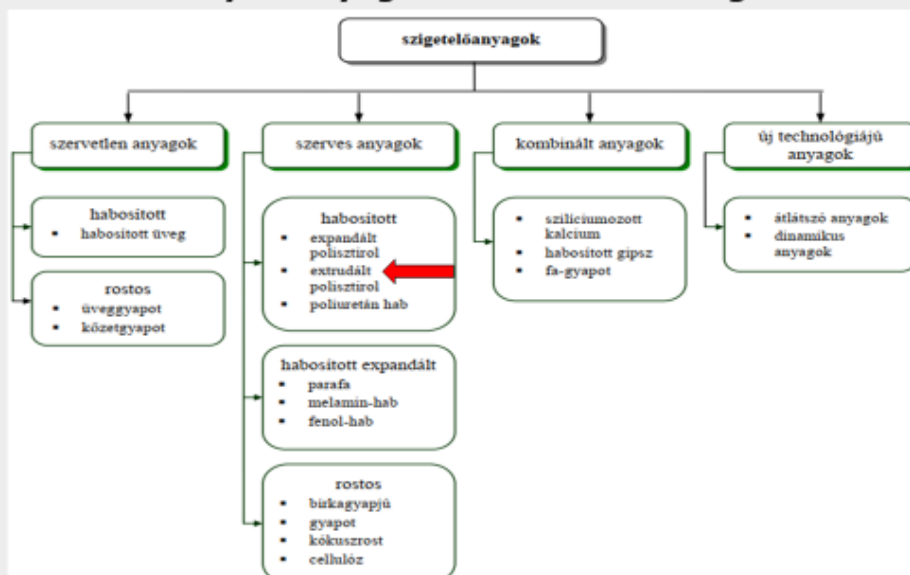 szigetelőanyagok
szervetlen anyagok
szerves anyagok
kombinált anyagok
új technológiájú
anyagok
habosított
habosított üveg
rostos
üveggyapot
kőzetgyapot
habosított
expandált
polisztirol
extrudált
polisztirol
poliuretán hab
habosított expandált
parafa
melamin-hab
fenol-hab
rostos
birkagyapjú
gyapot
kókuszrost
cellulóz
szilíciumozott
kalcium
habosított gipsz
fa-gyapot
átlátszó anyagok
dinamikus
anyagok